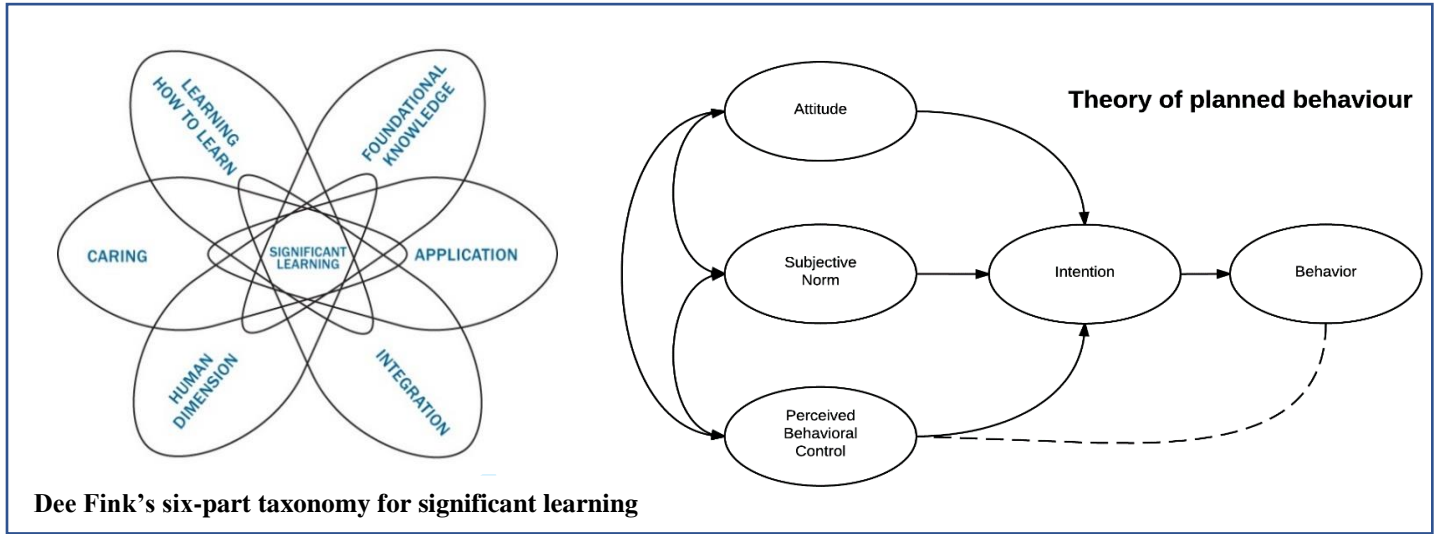 LEARNING
HOW TO LEARN
FOUNDATIONAL
KNOWLEDGE
CARING
SIGNIFICANT
LEARNING
APPLICATION
HUMAN
DIMENSION
INTEGRATION
Dee Fink’s six-part taxonomy for significant learning
Theory of planned behaviour
Attitude
Subjective
Norm
Intention
Behavior
Perceived
Behavioral
Control